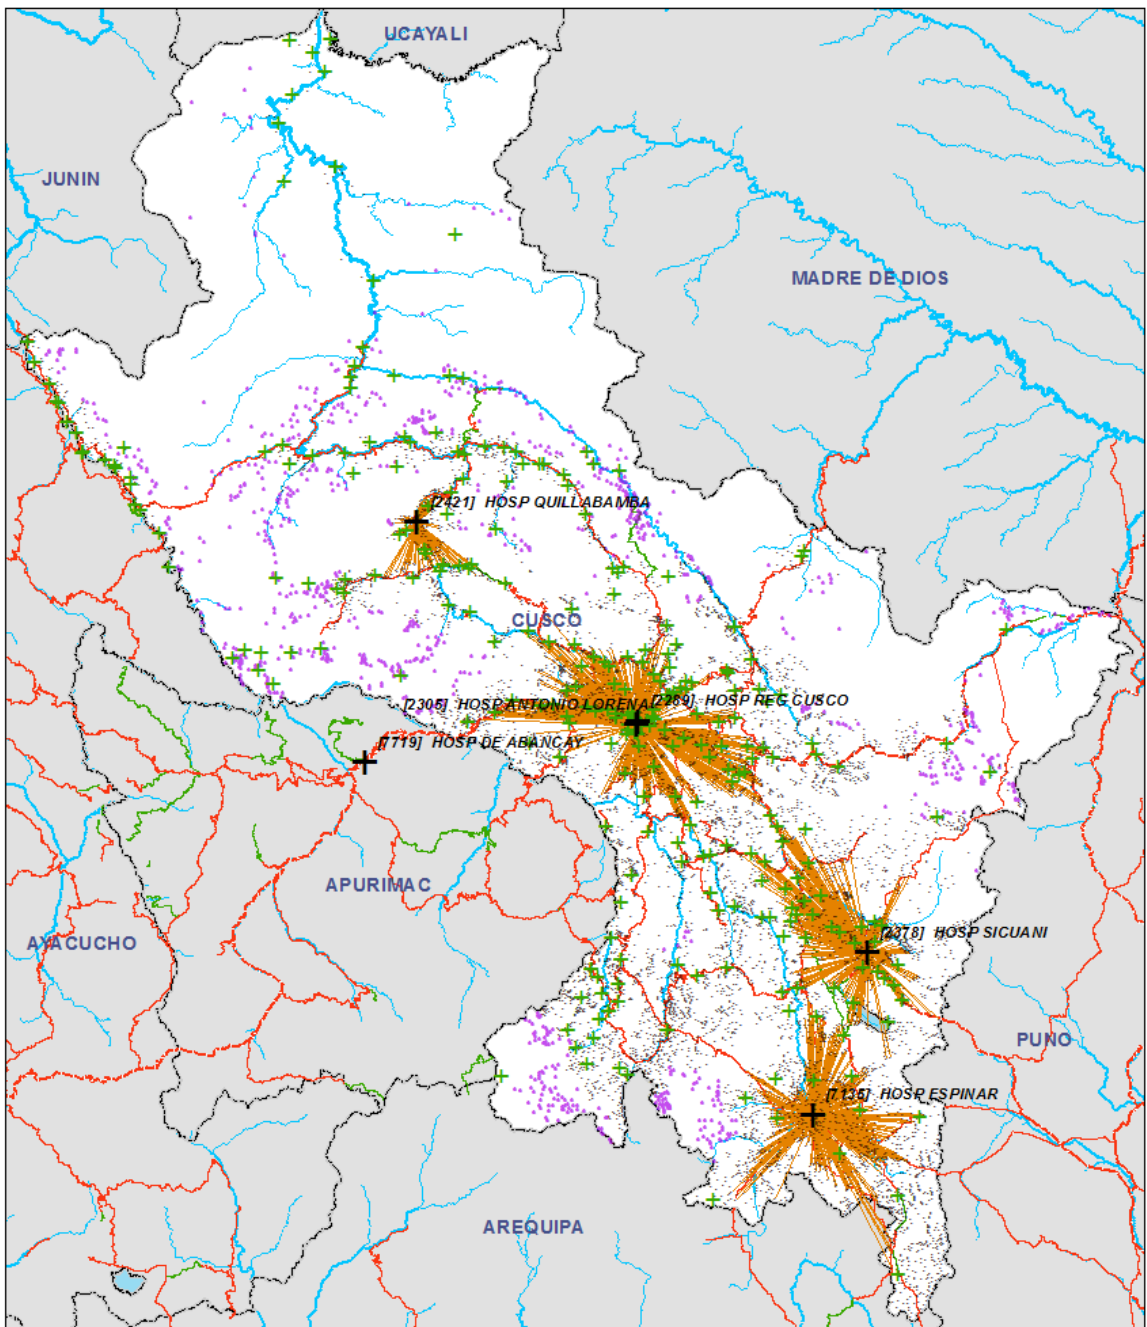 UCAYALI
JUNIN
MADRE DE DIOS
[2421] HOSP QUILLABAMBA
CUSCO
[2305] HOSP ANTONIO LORENA
[2289] HOSP REG CUSCO
[7719] HOSP DE ABANCAY
APURIMAC
AYACUCHO
[2378] HOSP SICUANI
PUNO
[7136] HOSP ESPINAR
AREQUIPA